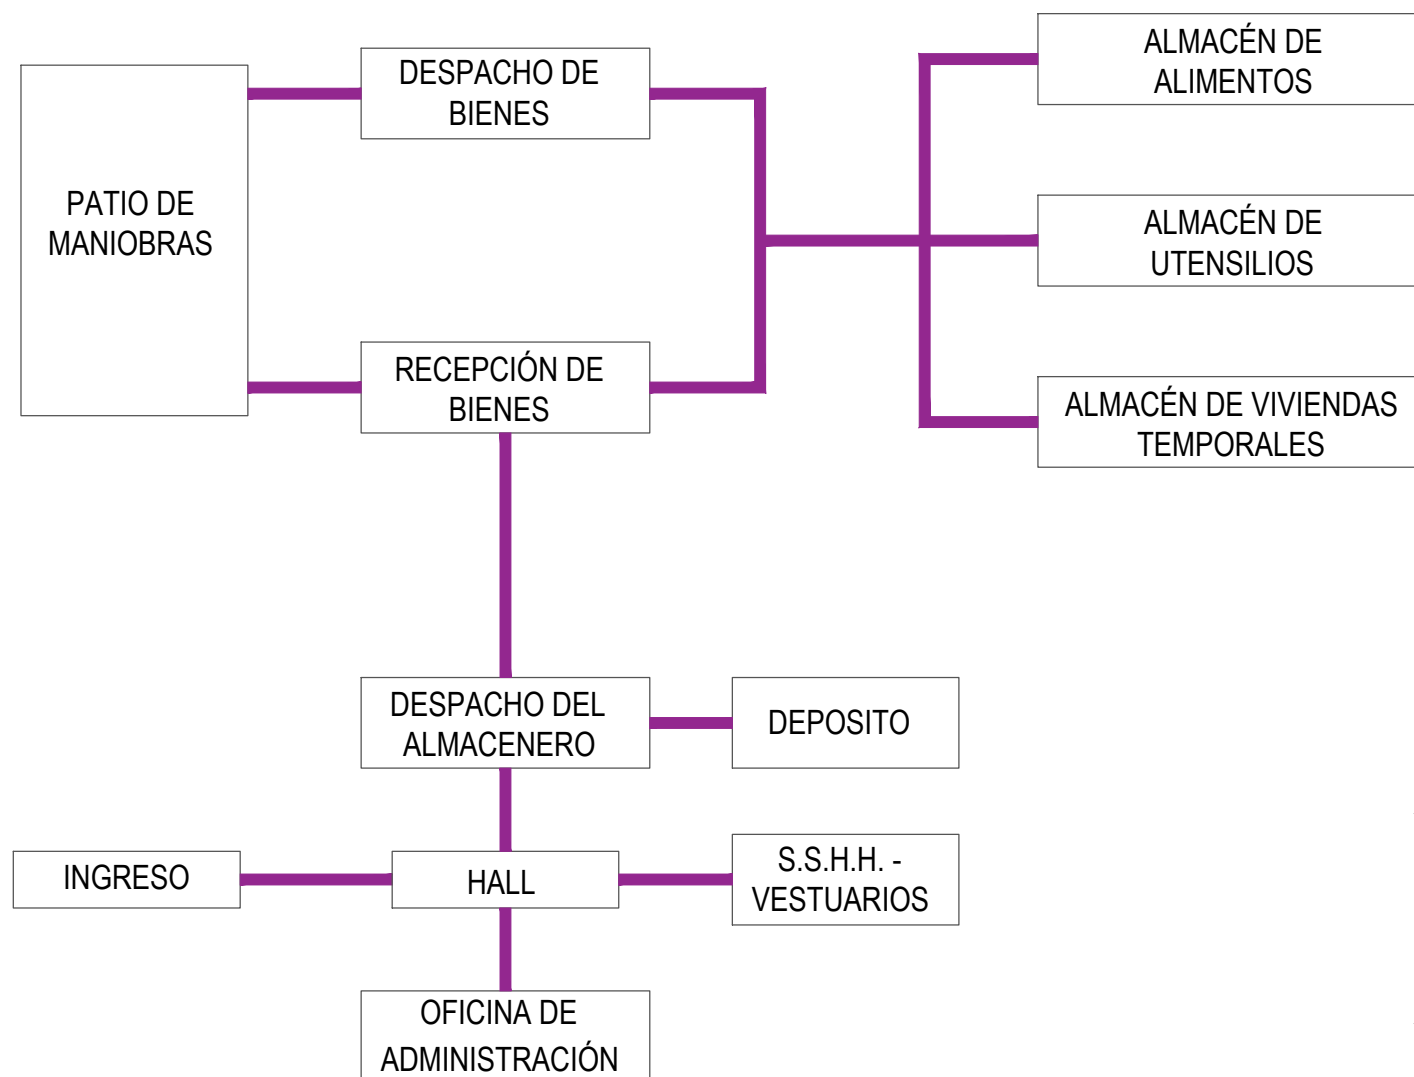 PATIO DE
MANIOBRAS
DESPACHO DE
BIENES
RECEPCIÓN DE
BIENES
ALMACÉN DE
ALIMENTOS
ALMACÉN DE
UTENSILIOS
ALMACÉN DE VIVIENDAS
TEMPORALES
DESPACHO DEL
ALMACENERO
DEPOSITO
INGRESO
HALL
S.S.H.H. -
VESTUARIOS
OFICINA DE
ADMINISTRACIÓN